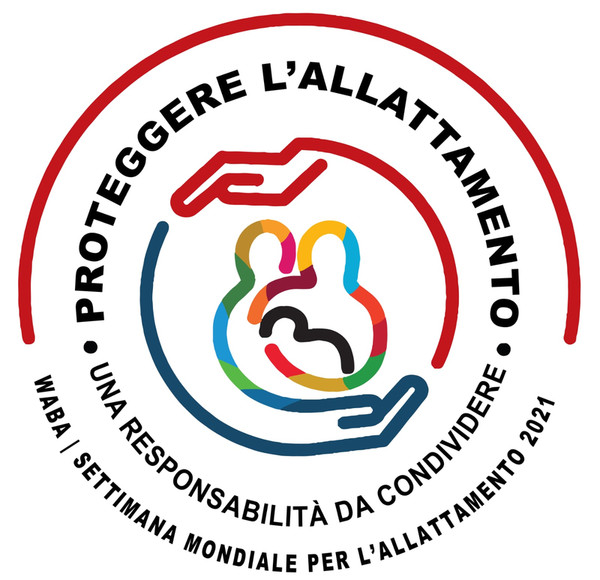 • PROTEGGERE L'ALLATTAMENTO •
UNA RESPONSABILITÀ DA CONDIVIDERE
WABA | SETTIMANA MONDIALE PER L'ALLATTAMENTO 2021